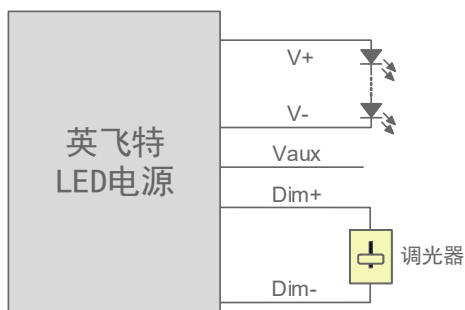 V+
V-
英飞特
LED电源
Vaux
Dim+
调光器
Dim-